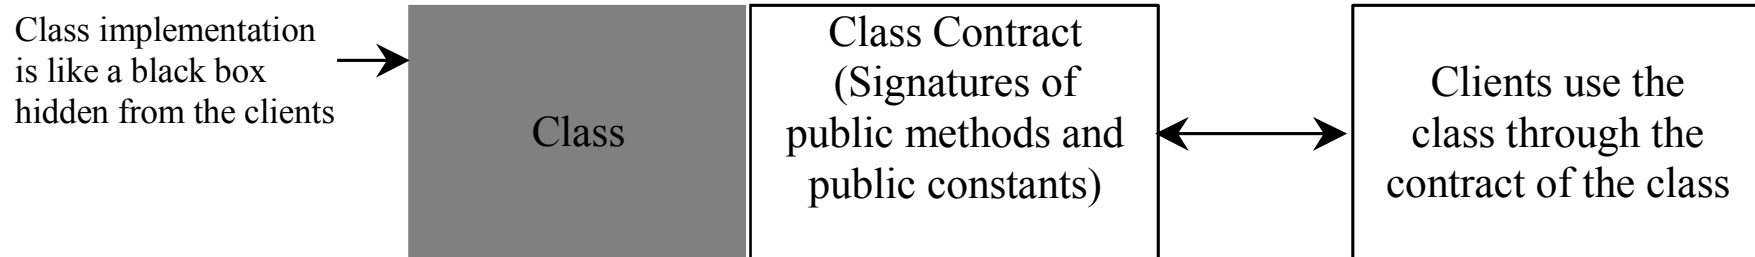 Class implementation
is like a black box
hidden from the clients
Class
Class Contract
(Signatures of
public methods and
public constants)
Clients use the
class through the
contract of the class